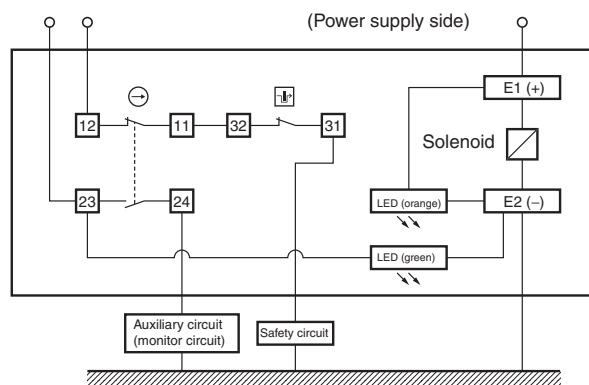 (Power supply side)
E1 (+)
12
11
32
31
Solenoid
23
24
LED (orange)
E2 (−)
LED (green)
Auxiliary circuit
(monitor circuit)
Safety circuit